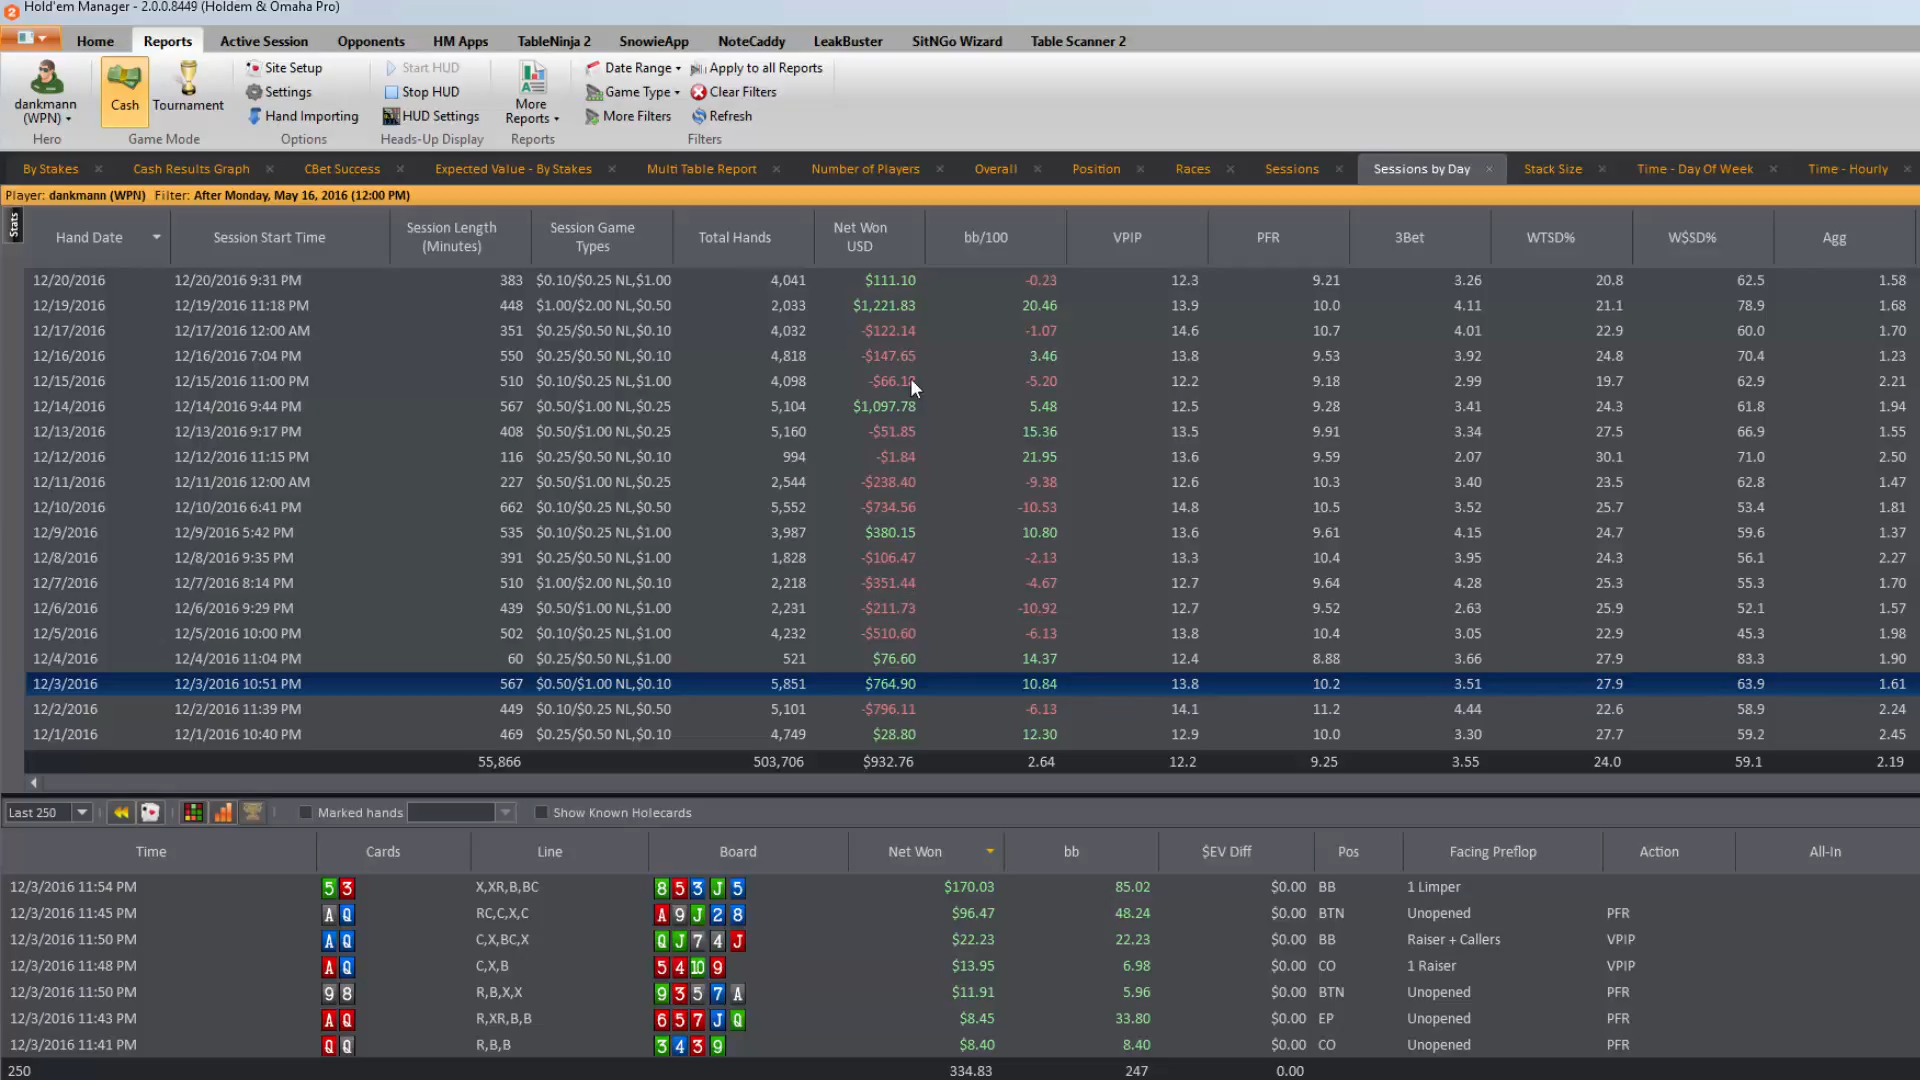 Hold'em Manager - 2.0.0.8449 (Holdem & Omaha Pro)
Home Reports Active Session Opponents HM Apps TableNinja 2 SnowieApp NoteCaddy LeakBuster SitNGo Wizard Table Scanner 2
dankmann (WPN)
Hero
Cash Tournament
Game Mode
Site Setup
Settings
Hand Importing
Options
Start HUD
Stop HUD
HUD Settings
Heads-Up Display
More Reports
Reports
Date Range Apply to all Reports
Game Type Clear Filters
More Filters Refresh
Filters
By Stakes Cash Results Graph CBet Success Expected Value - By Stakes Multi Table Report Number of Players Overall Position Races Sessions Sessions by Day Stack Size Time - Day Of Week Time - Hourly
Player: dankmann (WPN) Filter: After Monday, May 16, 2016 (12:00 PM)
Stats
Hand Date Session Start Time Session Length (Minutes) Session Game Types Total Hands Net Won USD bb/100 VPIP PFR 3Bet WTSD% W$SD% Agg
12/20/2016 12/20/2016 9:31 PM 383 $0.10/$0.25 NL,$1.00 4,041 $111.10 -0.23 12.3 9.21 3.26 20.8 62.5 1.58
12/19/2016 12/19/2016 11:18 PM 448 $1.00/$2.00 NL,$0.50 2,033 $1,221.83 20.46 13.9 10.0 4.11 21.1 78.9 1.68
12/17/2016 12/17/2016 12:00 AM 351 $0.25/$0.50 NL,$0.10 4,032 -$122.14 -1.07 14.6 10.7 4.01 22.9 60.0 1.70
12/16/2016 12/16/2016 7:04 PM 550 $0.25/$0.50 NL,$0.10 4,818 -$147.65 3.46 13.8 9.53 3.92 24.8 70.4 1.23
12/15/2016 12/15/2016 11:00 PM 510 $0.10/$0.25 NL,$1.00 4,098 -5.20 12.2 9.18 2.99 19.7 62.9 2.21
12/14/2016 12/14/2016 9:44 PM 567 $0.50/$1.00 NL,$0.25 5,104 $1,097.78 5.48 12.5 9.28 3.41 24.3 61.8 1.94
12/13/2016 12/13/2016 9:17 PM 408 $0.50/$1.00 NL,$0.25 5,160 -$51.85 15.36 13.5 9.91 3.34 27.5 66.9 1.55
12/12/2016 12/12/2016 11:15 PM 116 $0.25/$0.50 NL,$0.10 994 -$1.84 21.95 13.6 9.59 2.07 30.1 71.0 2.50
12/11/2016 12/11/2016 12:00 AM 227 $0.50/$1.00 NL,$0.25 2,544 -$238.40 -9.38 12.6 10.3 3.40 23.5 62.8 1.47
12/10/2016 12/10/2016 6:41 PM 662 $0.10/$0.25 NL,$0.50 5,552 -$734.56 -10.53 14.8 10.5 3.52 25.7 53.4 1.81
12/9/2016 12/9/2016 5:42 PM 535 $0.10/$0.25 NL,$1.00 3,987 $380.15 10.80 13.6 9.61 4.15 24.7 59.6 1.37
12/8/2016 12/8/2016 9:35 PM 391 $0.25/$0.50 NL,$1.00 1,828 -$106.47 -2.13 13.3 10.4 3.95 24.3 56.1 2.27
12/7/2016 12/7/2016 8:14 PM 510 $1.00/$2.00 NL,$0.10 2,218 -$351.44 -4.67 12.7 9.64 4.28 25.3 55.3 1.70
12/6/2016 12/6/2016 9:29 PM 439 $0.50/$1.00 NL,$1.00 2,231 -$211.73 -10.92 12.7 9.52 2.63 25.9 52.1 1.57
12/5/2016 12/5/2016 10:00 PM 502 $0.10/$0.25 NL,$1.00 4,232 -$510.60 -6.13 13.8 10.4 3.05 22.9 45.3 1.98
12/4/2016 12/4/2016 11:04 PM 60 $0.25/$0.50 NL,$1.00 521 $76.60 14.37 12.4 8.88 3.66 27.9 83.3 1.90
12/3/2016 12/3/2016 10:51 PM 567 $0.50/$1.00 NL,$0.10 5,851 $764.90 10.84 13.8 10.2 3.51 27.9 63.9 1.61
12/2/2016 12/2/2016 11:39 PM 449 $0.10/$0.25 NL,$0.50 5,101 -$796.11 -6.13 14.1 11.2 4.44 22.6 58.9 2.24
12/1/2016 12/1/2016 10:40 PM 469 $0.25/$0.50 NL,$0.10 4,749 $28.80 12.30 12.9 10.0 3.30 27.7 59.2 2.45
55,866 503,706 $932.76 2.64 12.2 9.25 3.55 24.0 59.1 2.19
Last 250 Marked hands Show Known Holecards
Time Cards Line Board Net Won bb $EV Diff Pos Facing Preflop Action All-In
12/3/2016 11:54 PM 5 3 X,XR,B,BC 8 5 3 J 5 $170.03 85.02 $0.00 BB 1 Limper
12/3/2016 11:45 PM A Q RC,C,X,C A 9 J 2 8 $96.47 48.24 $0.00 BTN Unopened PFR
12/3/2016 11:50 PM A Q C,X,BC,X Q J 7 4 J $22.23 22.23 $0.00 BB Raiser + Callers VPIP
12/3/2016 11:48 PM A Q C,X,B 5 4 10 9 $13.95 6.98 $0.00 CO 1 Raiser VPIP
12/3/2016 11:50 PM 9 8 R,B,X,X 9 3 5 7 A $11.91 5.96 $0.00 BTN Unopened PFR
12/3/2016 11:43 PM A Q R,XR,B,B 6 5 7 J Q $8.45 33.80 $0.00 EP Unopened PFR
12/3/2016 11:41 PM Q Q R,B,B 3 4 3 9 $8.40 8.40 $0.00 CO Unopened PFR
250 334.83 247 0.00